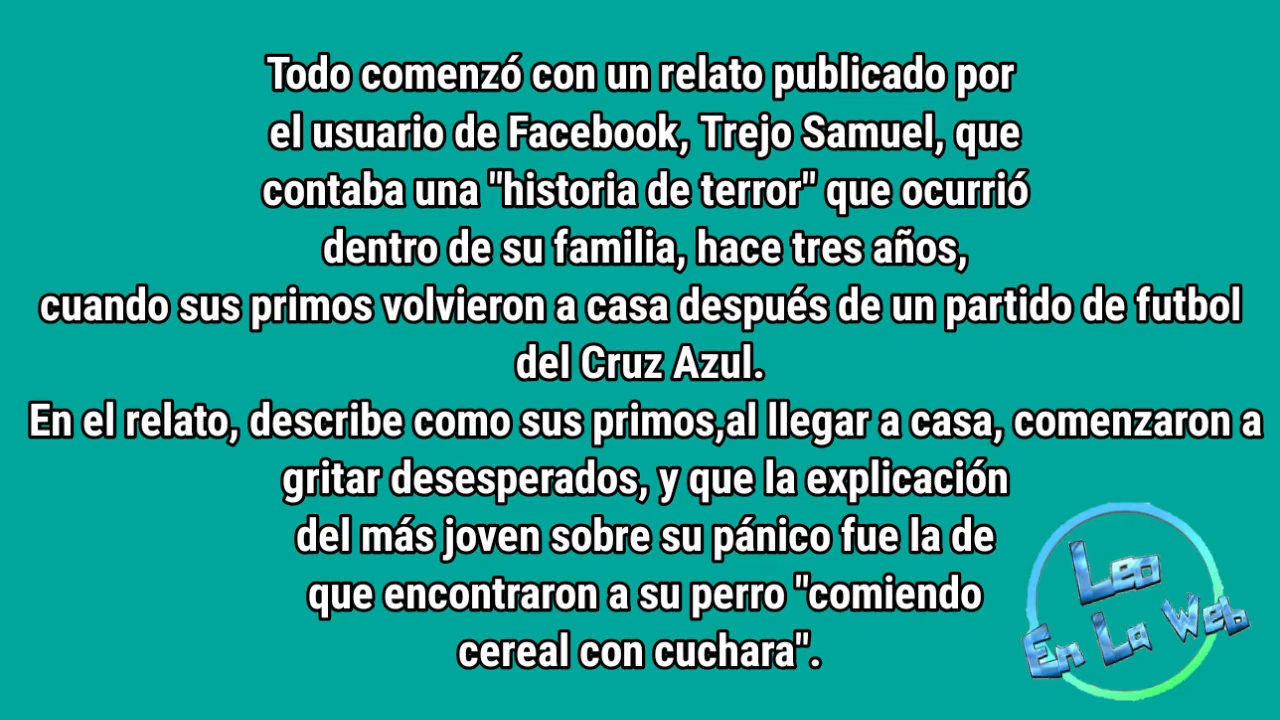 Todo comenzó con un relato publicado por
el usuario de Facebook, Trejo Samuel, que
contaba una "historia de terror" que ocurrió
dentro de su familia, hace tres años,
cuando sus primos volvieron a casa después de un partido de futbol
del Cruz Azul.
En el relato, describe como sus primos,al llegar a casa, comenzaron a
gritar desesperados, y que la explicación
del más joven sobre su pánico fue la de
que encontraron a su perro "comiendo
cereal con cuchara".
Leo
En La Web